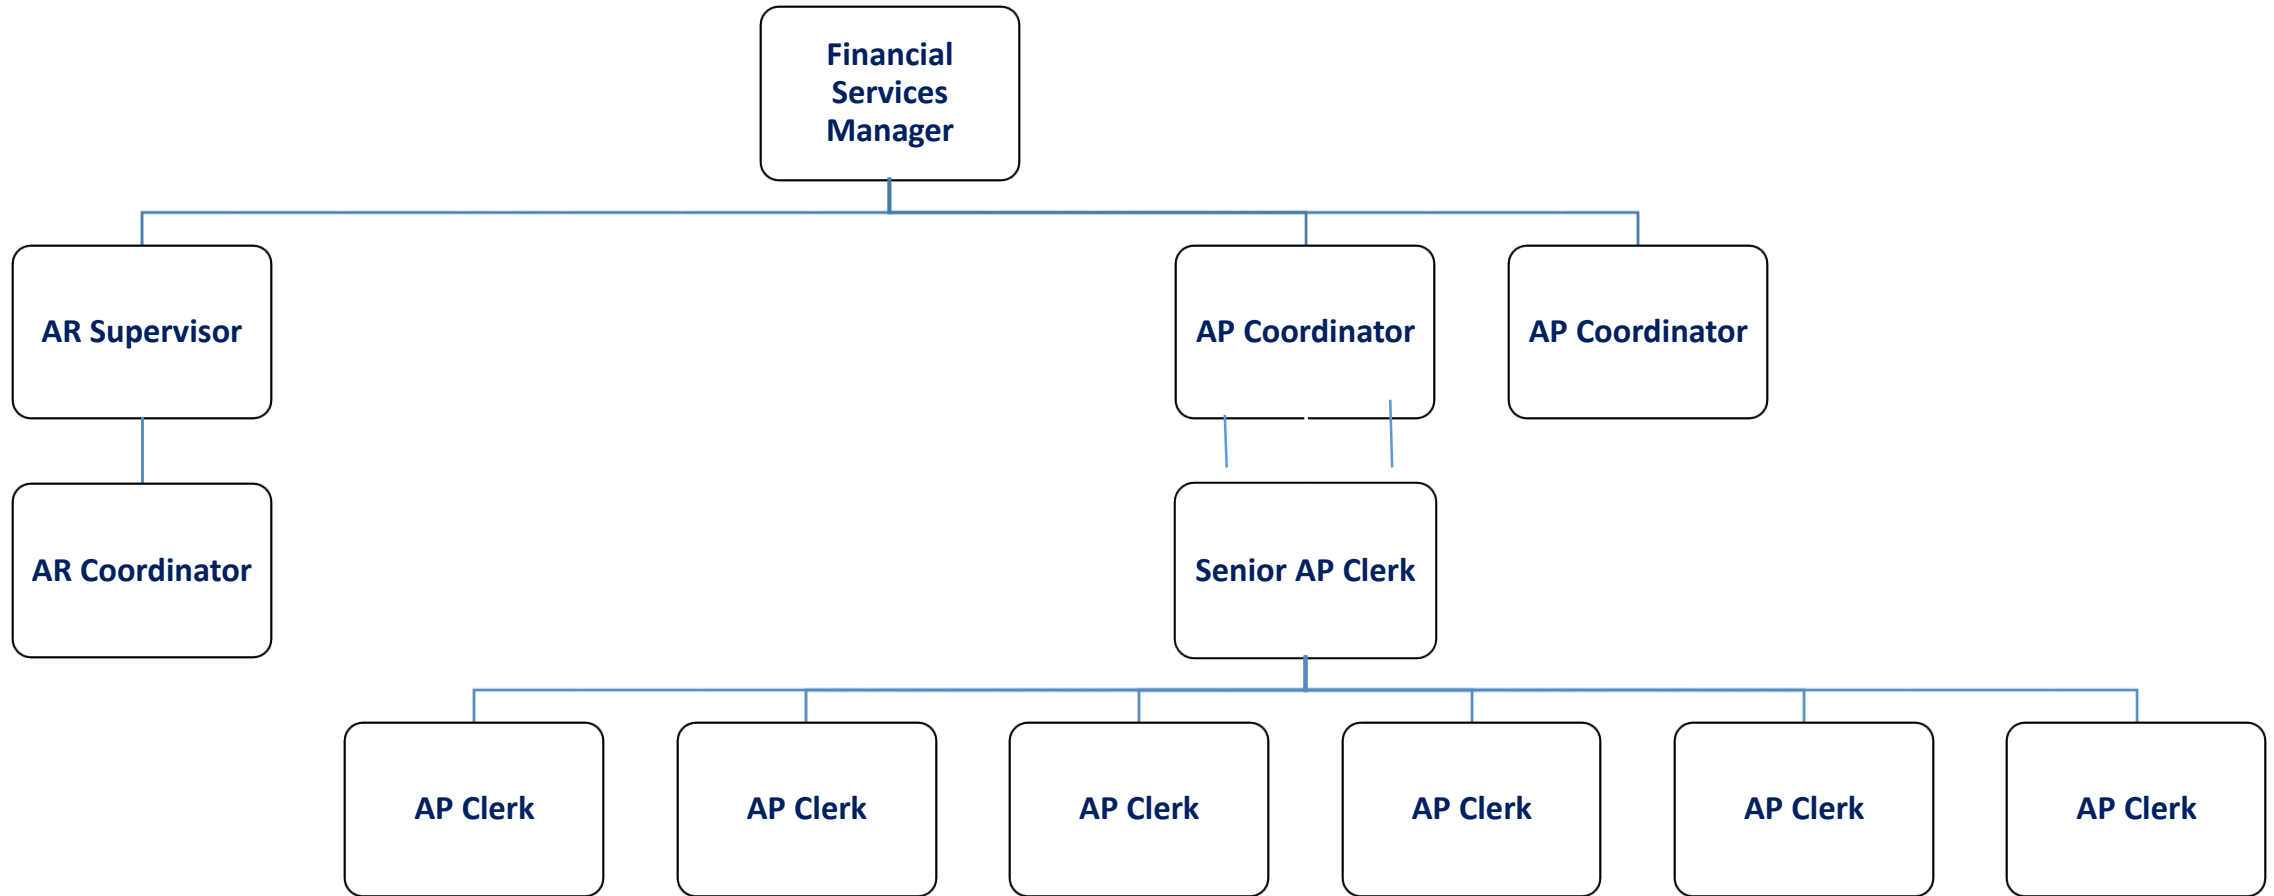 Financial
Services
Manager
AR Supervisor
AP Coordinator
AP Coordinator
AR Coordinator
Senior AP Clerk
AP Clerk
AP Clerk
AP Clerk
AP Clerk
AP Clerk
AP Clerk